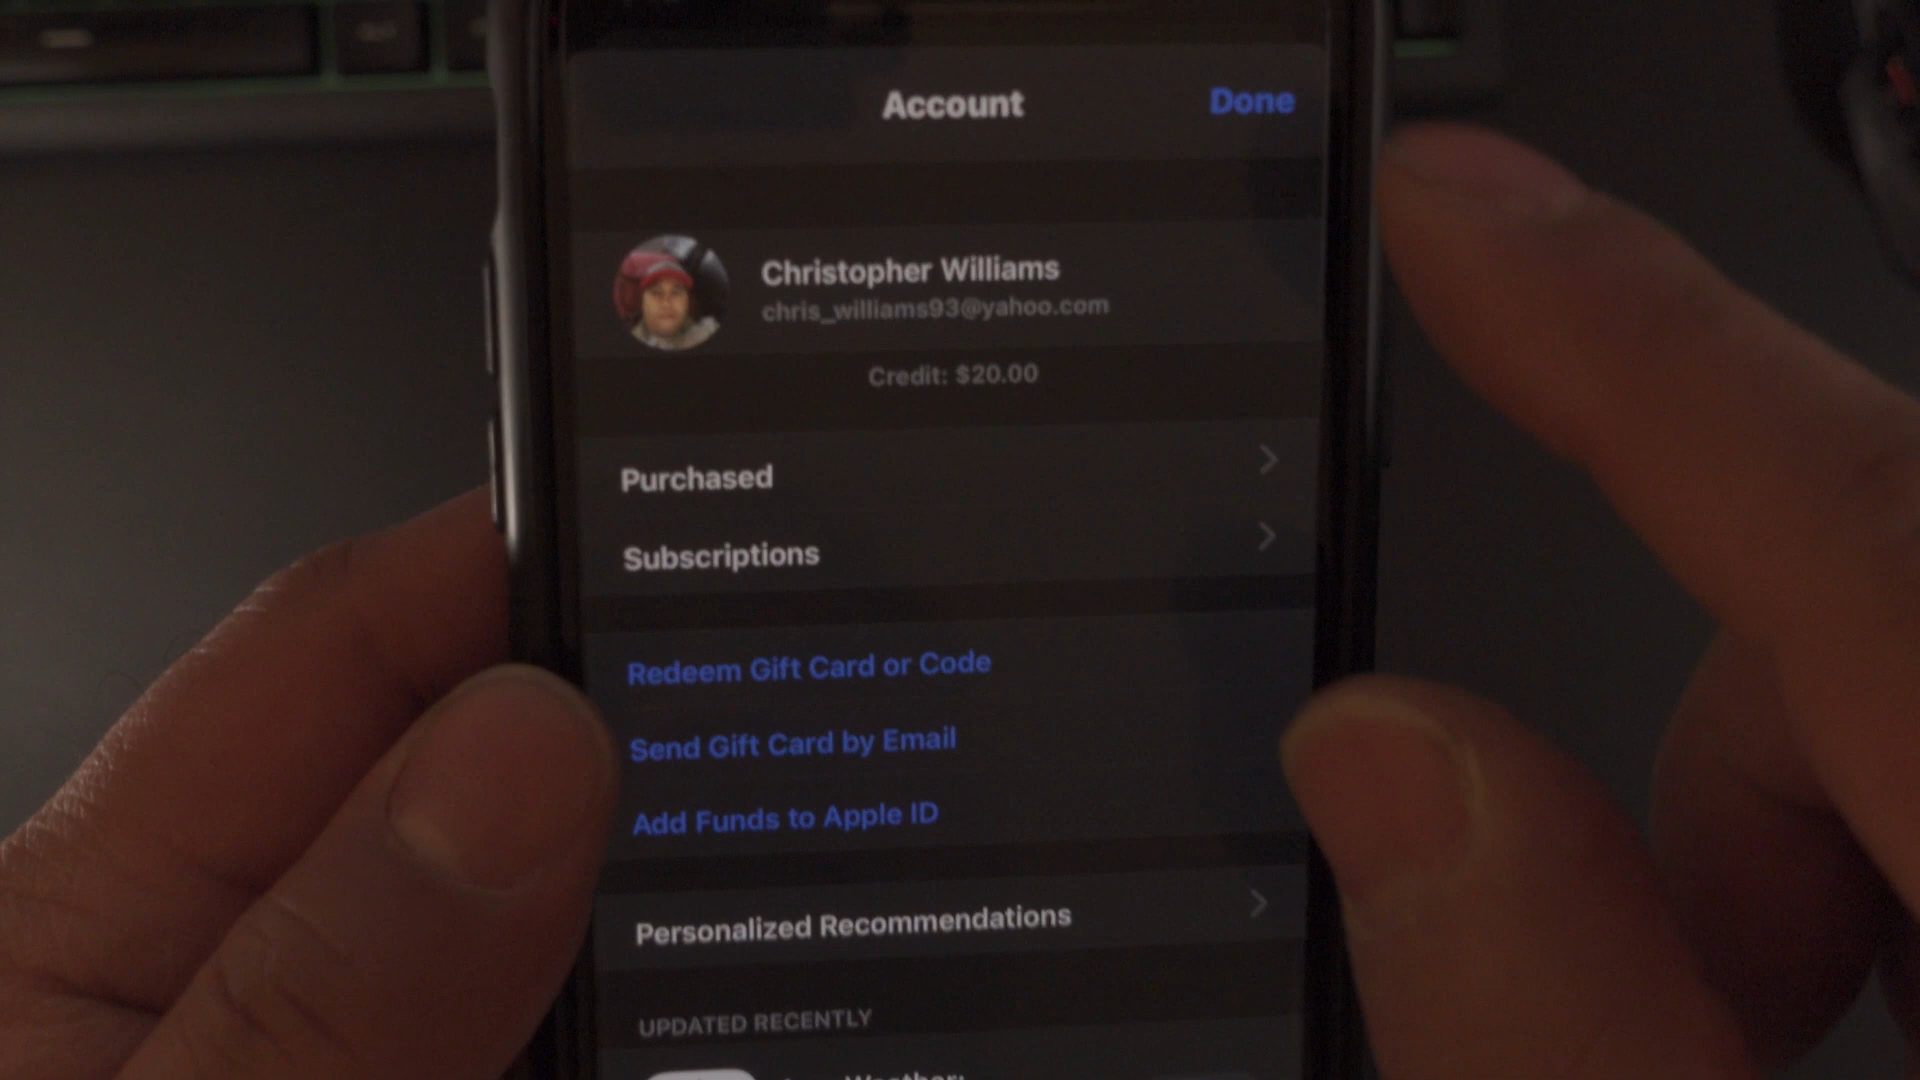 Account
Done
Christopher Williams
chris_williams93@yahoo.com
Credit: $20.00
Purchased
Subscriptions
Redeem Gift Card or Code
Send Gift Card by Email
Add Funds to Apple ID
Personalized Recommendations
UPDATED RECENTLY